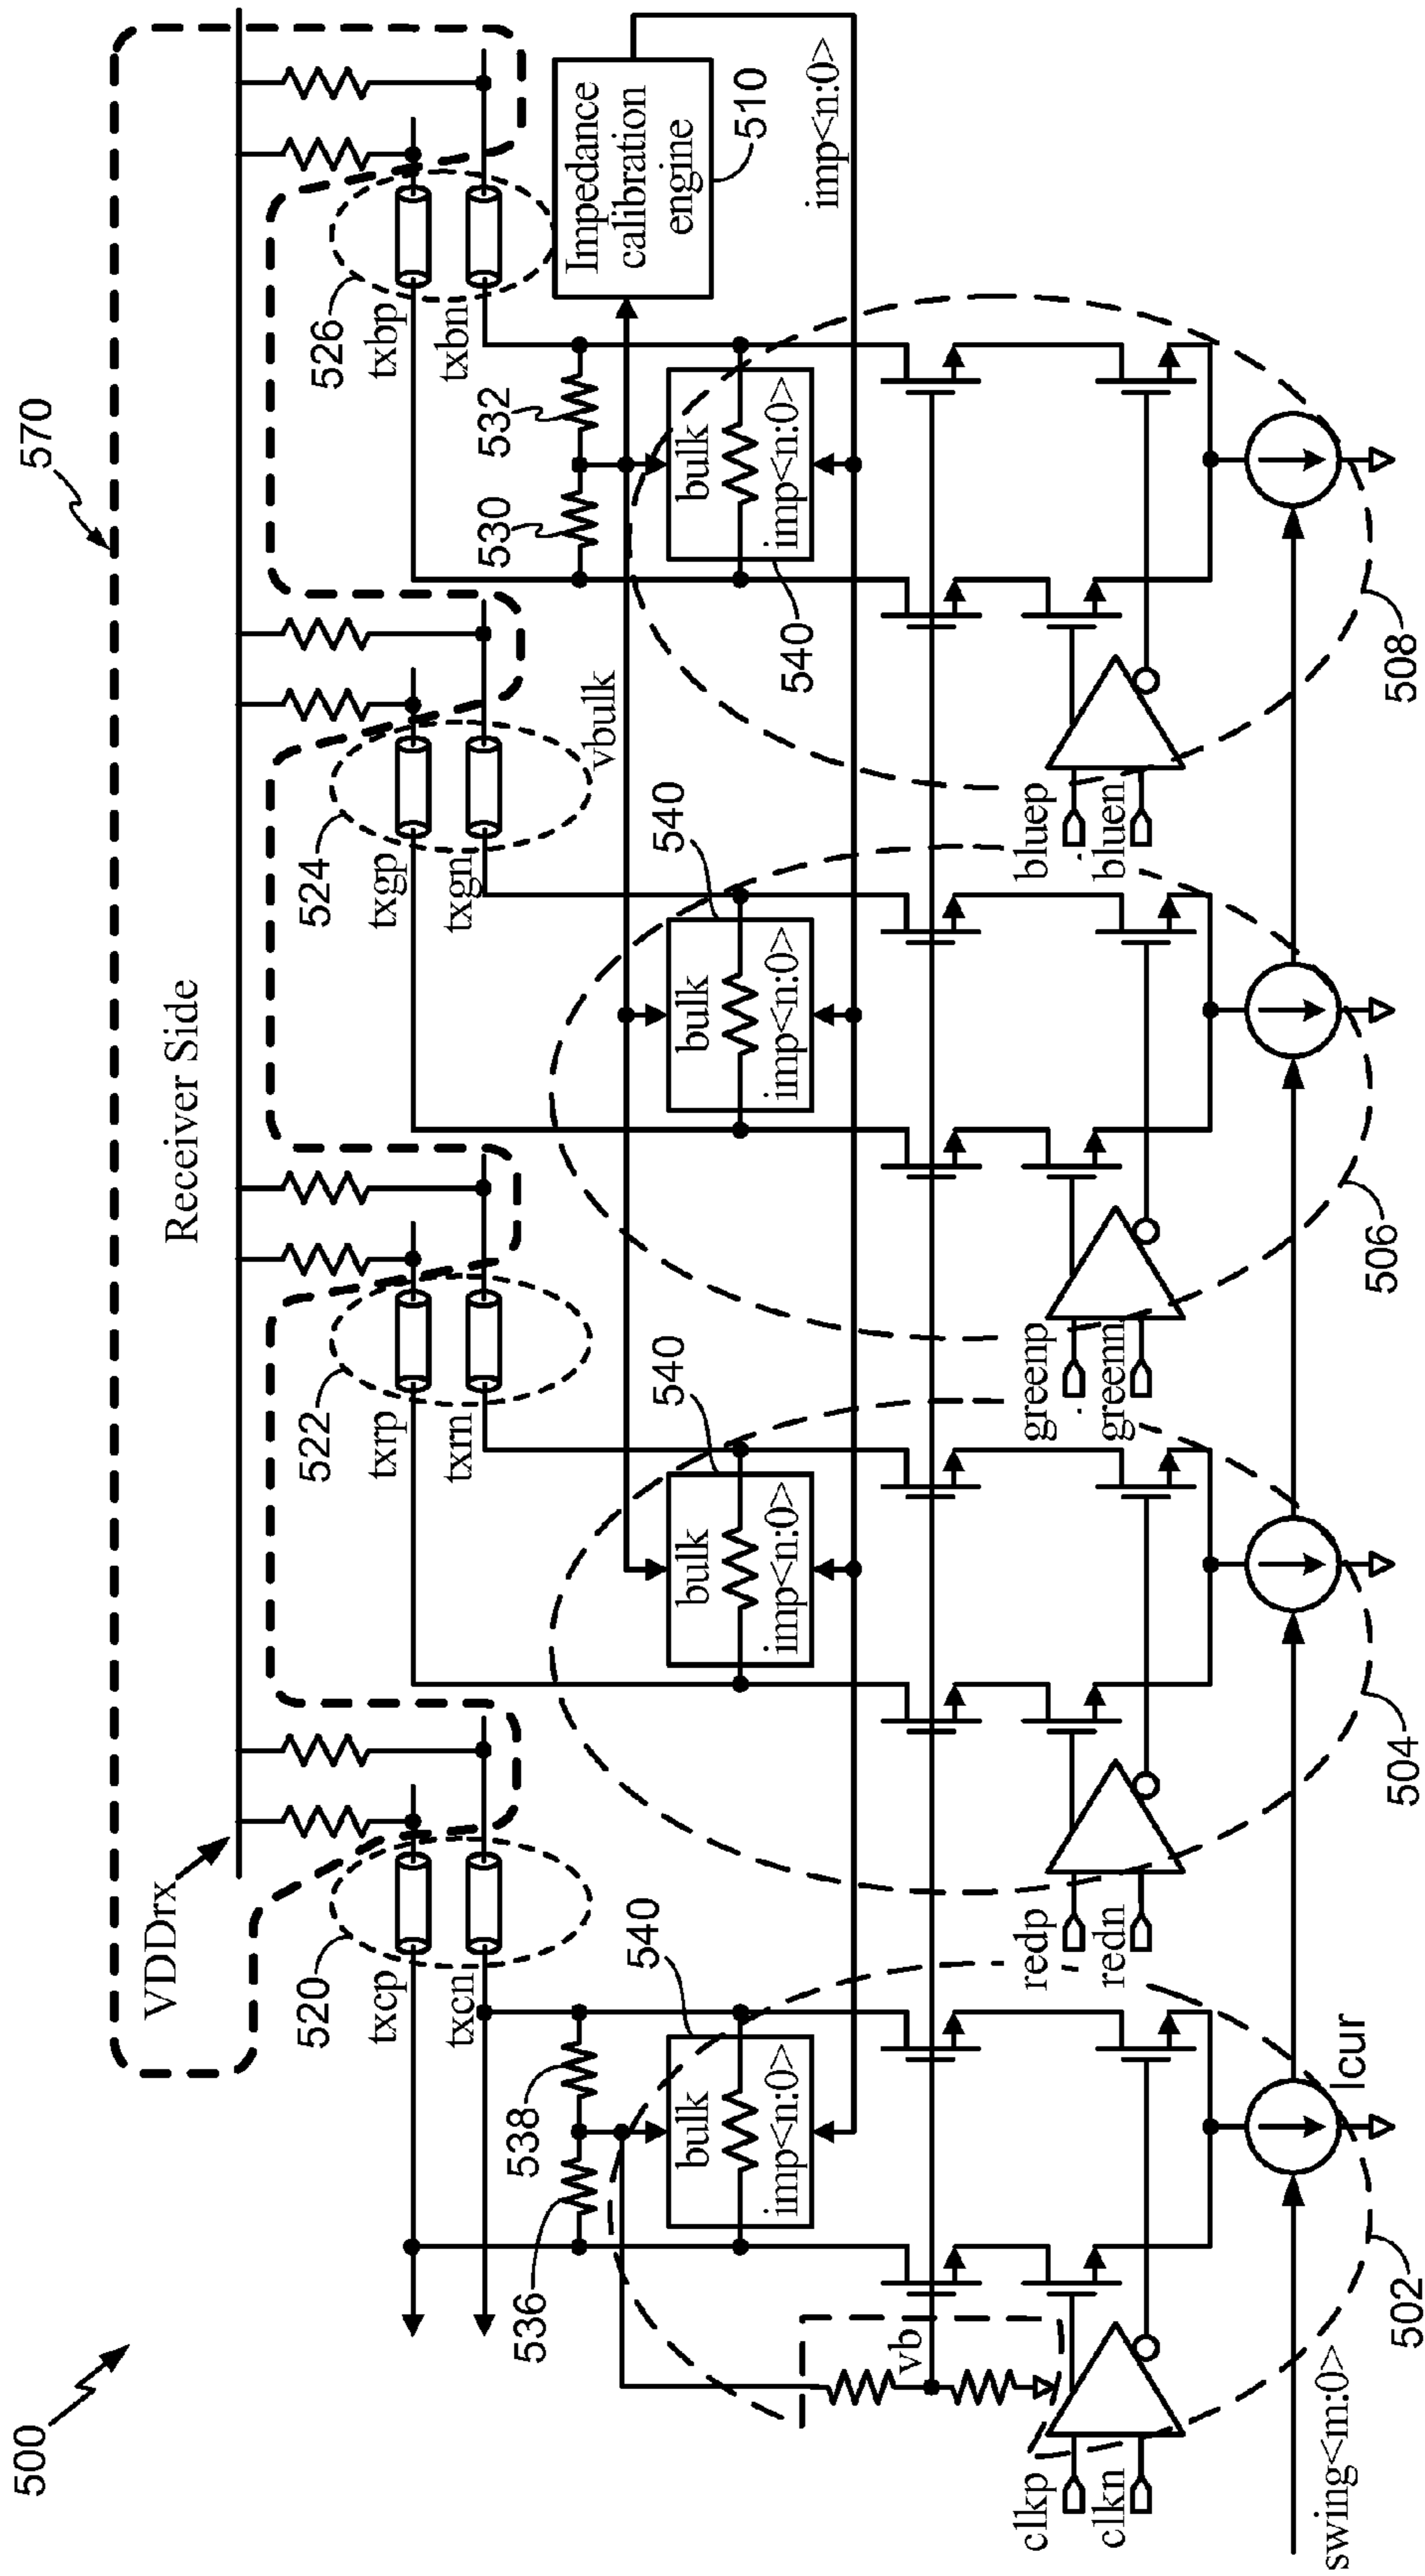 500
570
Receiver Side
VDDrx
520
522
524
526
txcp
txcn
txrp
txrn
txgp
txgn
txbp
txbn
536
538
530
532
vbulk
Impedance
calibration
engine
510
imp<n:0>
540
540
540
540
bulk
imp<n:0>
bulk
imp<n:0>
bulk
imp<n:0>
bulk
imp<n:0>
vb
clkp
clkn
redp
redn
greenp
greenn
bluep
bluen
swing<m:0>
Icur
502
504
506
508